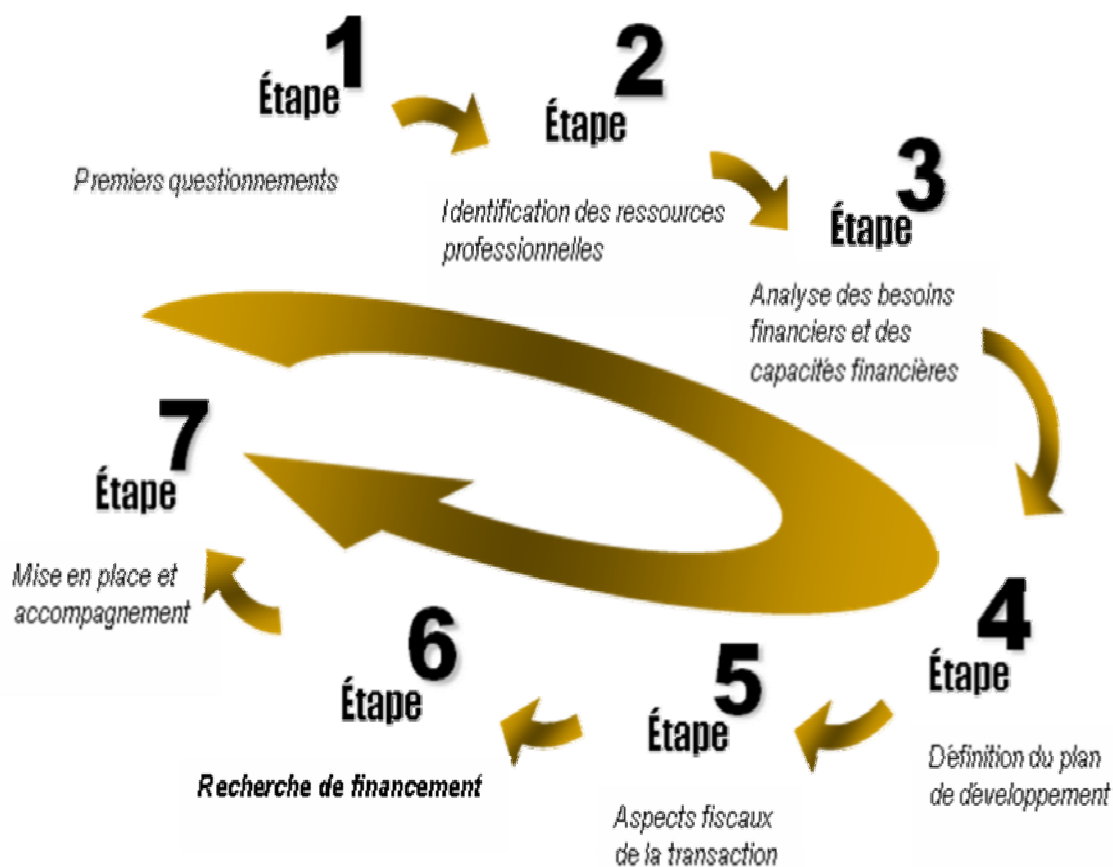 Étape 1
Premiers questionnements
Étape 2
Identification des ressources
professionnelles
Étape 3
Analyse des besoins
financiers et des
capacités financières
Étape 4
Définition du plan
de développement
Étape 5
Aspects fiscaux
de la transaction
Étape 6
Recherche de financement
Étape 7
Mise en place et
accompagnement